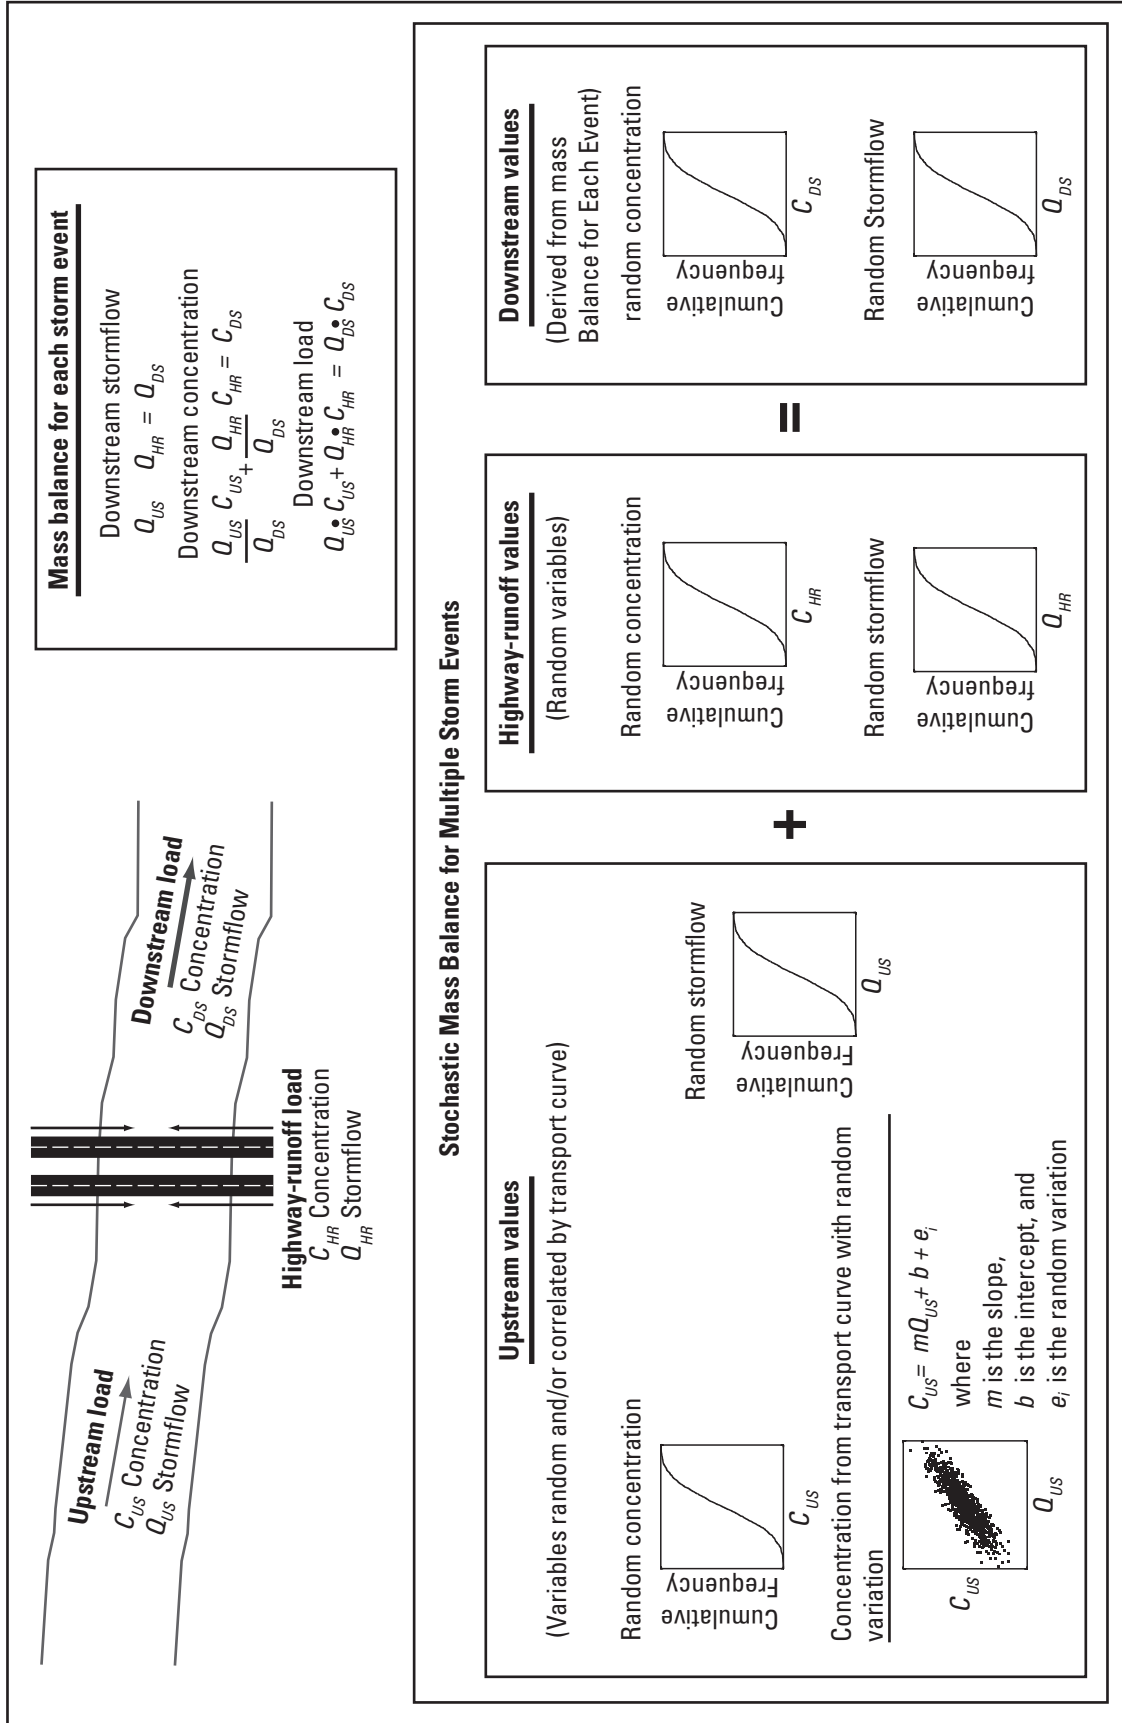 Upstream load
C_US Concentration
Q_US Stormflow
Highway-runoff load
C_HR Concentration
Q_HR Stormflow
Downstream load
C_DS Concentration
Q_DS Stormflow
Mass balance for each storm event
Downstream stormflow
Q_US Q_HR = Q_DS
Downstream concentration
Q_US C_US + Q_HR C_HR = C_DS
Q_DS Q_DS
Downstream load
Q_US • C_US + Q_HR • C_HR = Q_DS • C_DS
Stochastic Mass Balance for Multiple Storm Events
Upstream values
(Variables random and/or correlated by transport curve)
Random concentration
Cumulative
Frequency
C_US
Random stormflow
Cumulative
Frequency
Q_US
Concentration from transport curve with random
variation
C_US
Q_US
C_US = mQ_US + b + e_i
where
m is the slope,
b is the intercept, and
e_i is the random variation
+
Highway-runoff values
(Random variables)
Random concentration
Cumulative
frequency
C_HR
Random stormflow
Cumulative
frequency
Q_HR
=
Downstream values
(Derived from mass
Balance for Each Event)
random concentration
Cumulative
frequency
C_DS
Random Stormflow
Cumulative
frequency
Q_DS